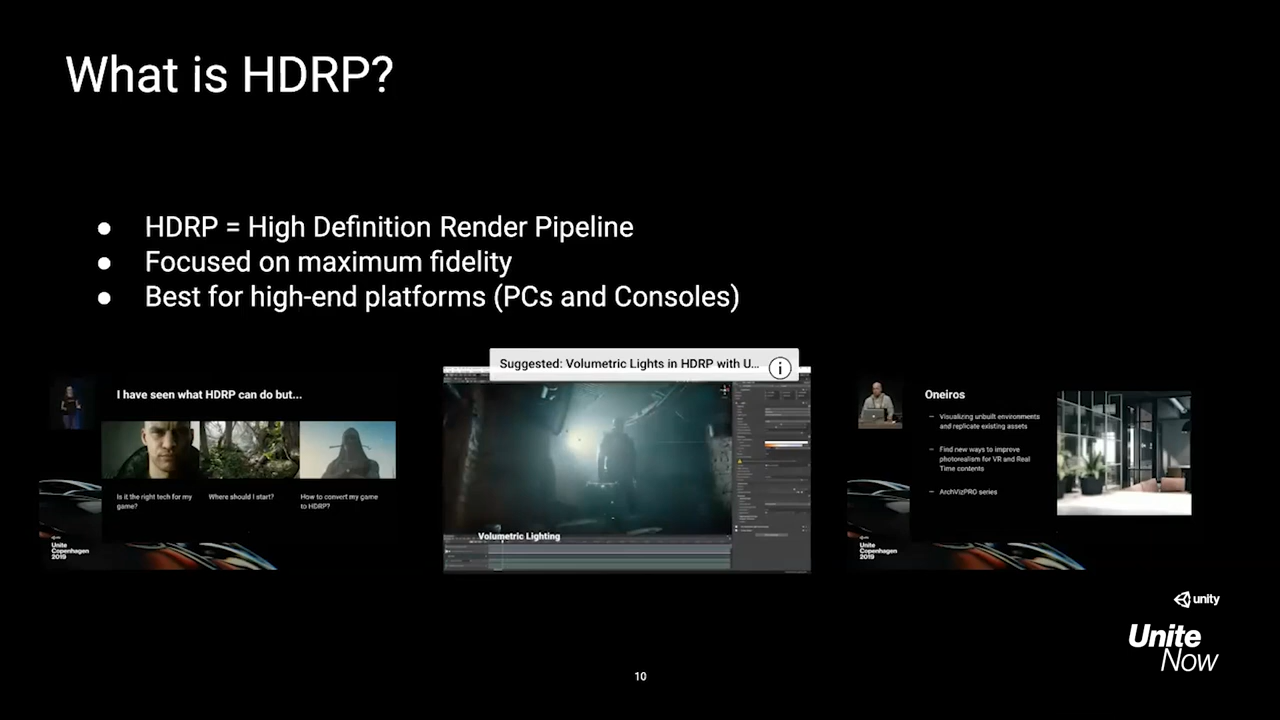 What is HDRP?
● HDRP = High Definition Render Pipeline
● Focused on maximum fidelity
● Best for high-end platforms (PCs and Consoles)
Suggested: Volumetric Lights in HDRP with U...
I have seen what HDRP can do but...
Is it the right tech for my
game?
Where should I start?
How to convert my game
to HDRP?
Unite
Copenhagen
2019
Volumetric Lighting
Oneiros
– Visualizing unbuilt environments
and replicate existing assets
– Find new ways to improve
photorealism for VR and Real
Time contents
– ArchVizPRO series
Unite
Copenhagen
2019
unity
Unite
Now
10